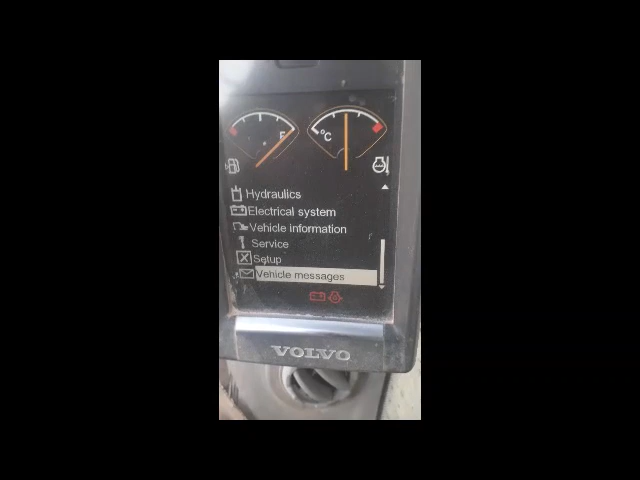 F
°C
Hydraulics
Electrical system
Vehicle information
Service
Setup
Vehicle messages
VOLVO